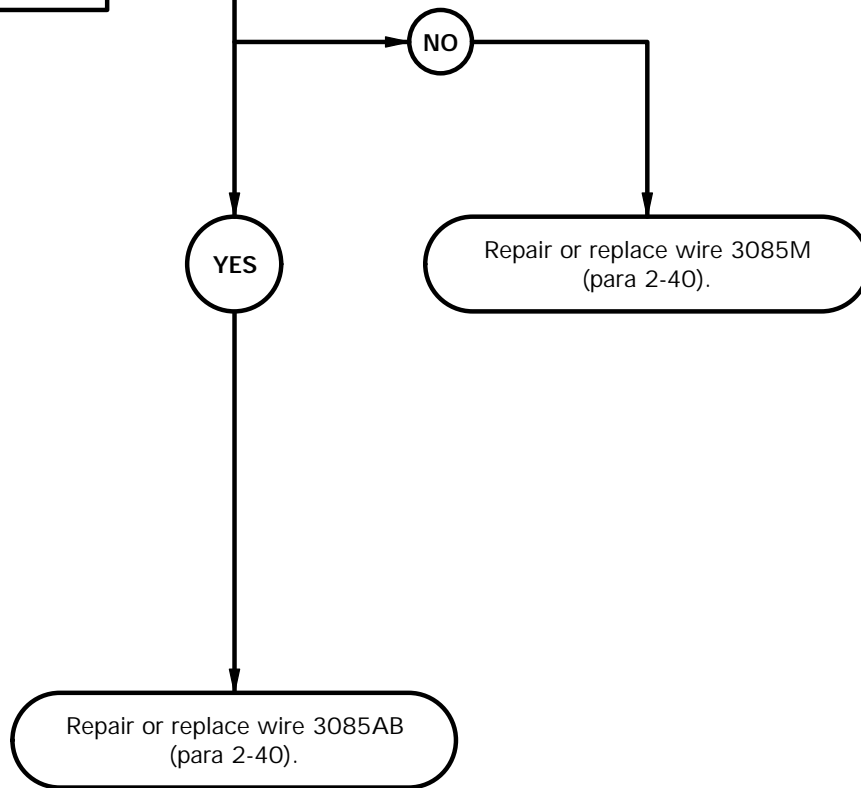 NO
YES
Repair or replace wire 3085M
(para 2-40).
Repair or replace wire 3085AB
(para 2-40).